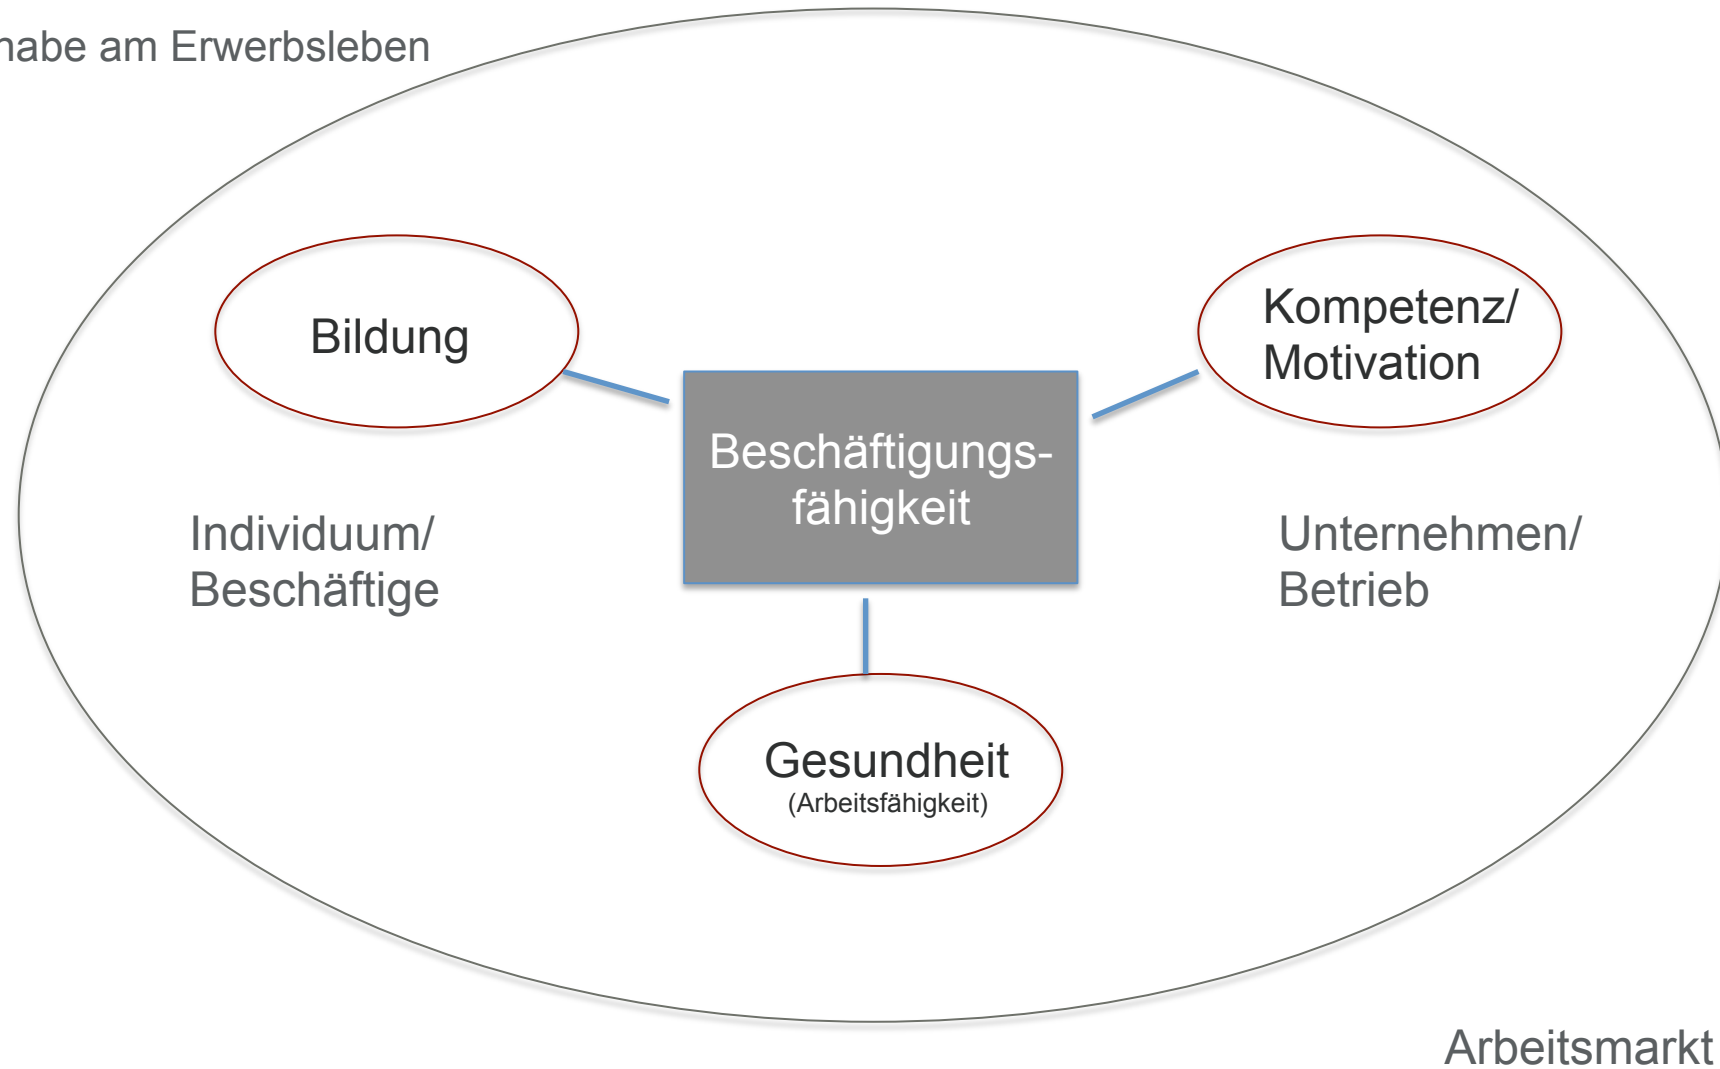 habe am Erwerbsleben
Bildung
Kompetenz/
Motivation
Beschäftigungs-
fähigkeit
Individuum/
Beschäftige
Unternehmen/
Betrieb
Gesundheit
(Arbeitsfähigkeit)
Arbeitsmarkt